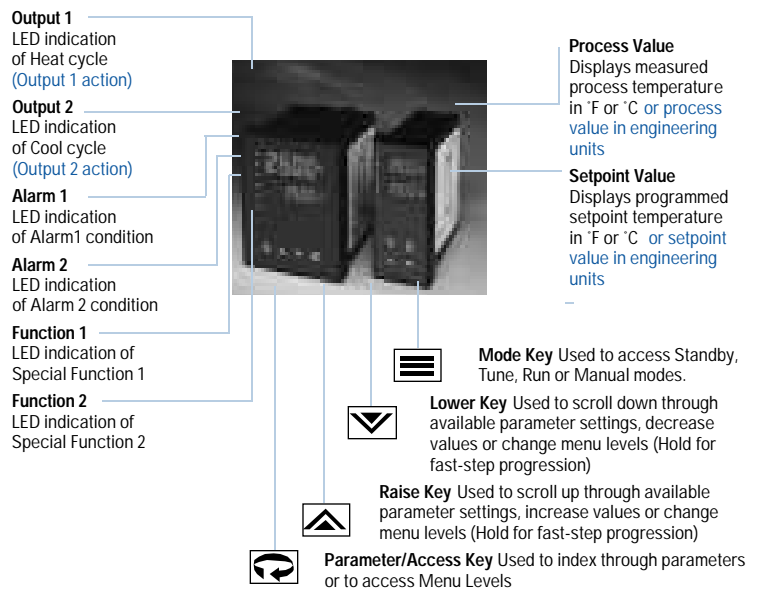 Output 1
LED indication
of Heat cycle
(Output 1 action)
Output 2
LED indication
of Cool cycle
(Output 2 action)
Alarm 1
LED indication
of Alarm1 condition
Alarm 2
LED indication
of Alarm 2 condition
Function 1
LED indication of
Special Function 1
Function 2
LED indication of
Special Function 2
Process Value
Displays measured
process temperature
in ˚F or ˚C or process
value in engineering
units
Setpoint Value
Displays programmed
setpoint temperature
in ˚F or ˚C or setpoint
value in engineering
units
Mode Key Used to access Standby,
Tune, Run or Manual modes.
Lower Key Used to scroll down through
available parameter settings, decrease
values or change menu levels (Hold for
fast-step progression)
Raise Key Used to scroll up through available
parameter settings, increase values or change
menu levels (Hold for fast-step progression)
Parameter/Access Key Used to index through parameters
or to access Menu Levels